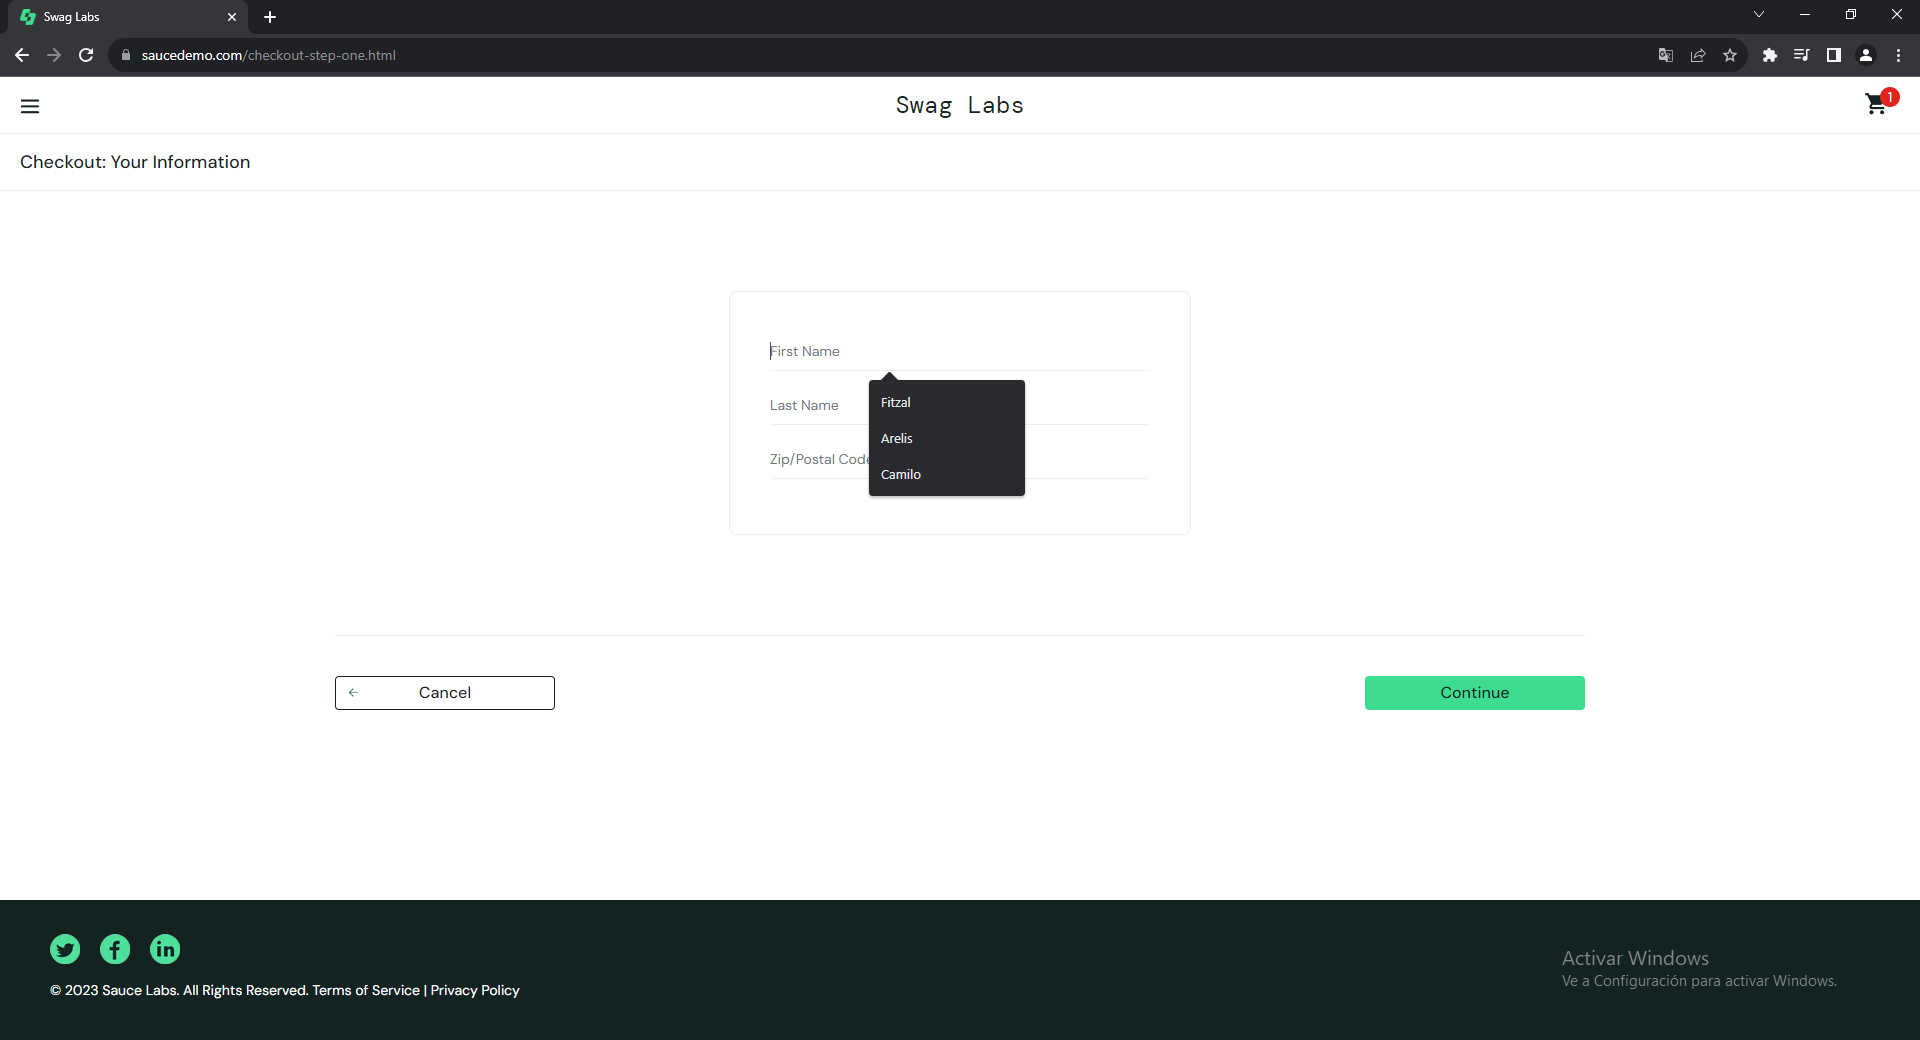 Swag Labs
saucedemo.com/checkout-step-one.html
Swag Labs
1
Checkout: Your Information
First Name
Last Name
Zip/Postal Code
Fitzal
Arelis
Camilo
Cancel
Continue
© 2023 Sauce Labs. All Rights Reserved. Terms of Service | Privacy Policy
Activar Windows
Ve a Configuración para activar Windows.